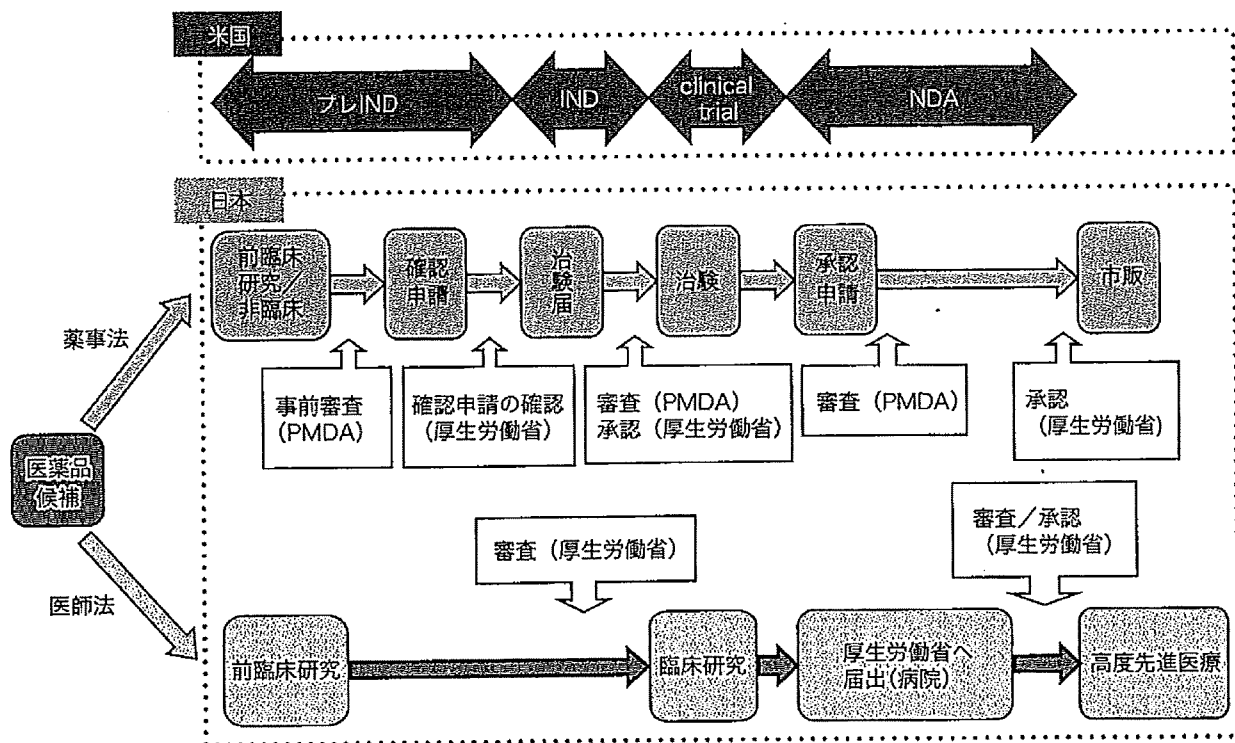 米国
プレIND
IND
clinical
trial
NDA
日本
前臨床
研究／
非臨床
確認
申請
治
験
届
治験
承認
申請
市販
薬事法
事前審査
(PMDA)
確認申請の確認
(厚生労働省)
審査（PMDA)
承認（厚生労働省)
審査（PMDA)
承認
(厚生労働省)
医薬品
候補
審査（厚生労働省)
審査／承認
(厚生労働省)
医師法
前臨床研究
臨床研究
厚生労働省へ
届出(病院)
高度先進医療